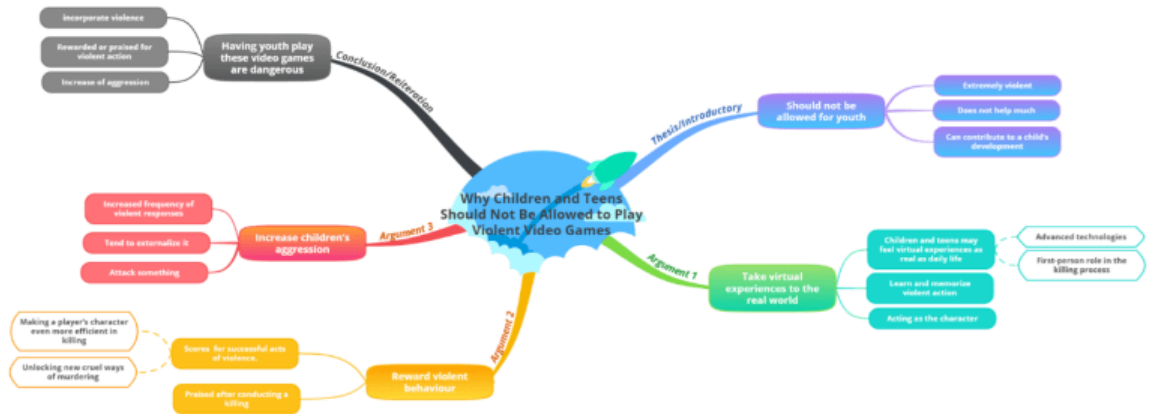 Why Children and Teens
Should Not Be Allowed to Play
Violent Video Games
Thesis/Introductory
Should not be
allowed for youth
Extremely violent
Does not help much
Can contribute to a child's
development
Argument 1
Take virtual
experiences to the
real world
Children and teens may
feel virtual experiences as
real as daily life
Advanced technologies
First-person role in the
killing process
Learn and memorize
violent action
Acting as the character
Argument 2
Reward violent
behaviour
Scores for successful acts
of violence.
Making a player's character
even more efficient in
killing
Unlocking new cruel ways
of murdering
Praised after conducting a
killing
Argument 3
Increase children's
aggression
Increased frequency of
violent responses
Tend to externalize it
Attack something
Conclusion/Reiteration
Having youth play
these video games
are dangerous
Incorporate violence
Rewarded or praised for
violent action
Increase of aggression